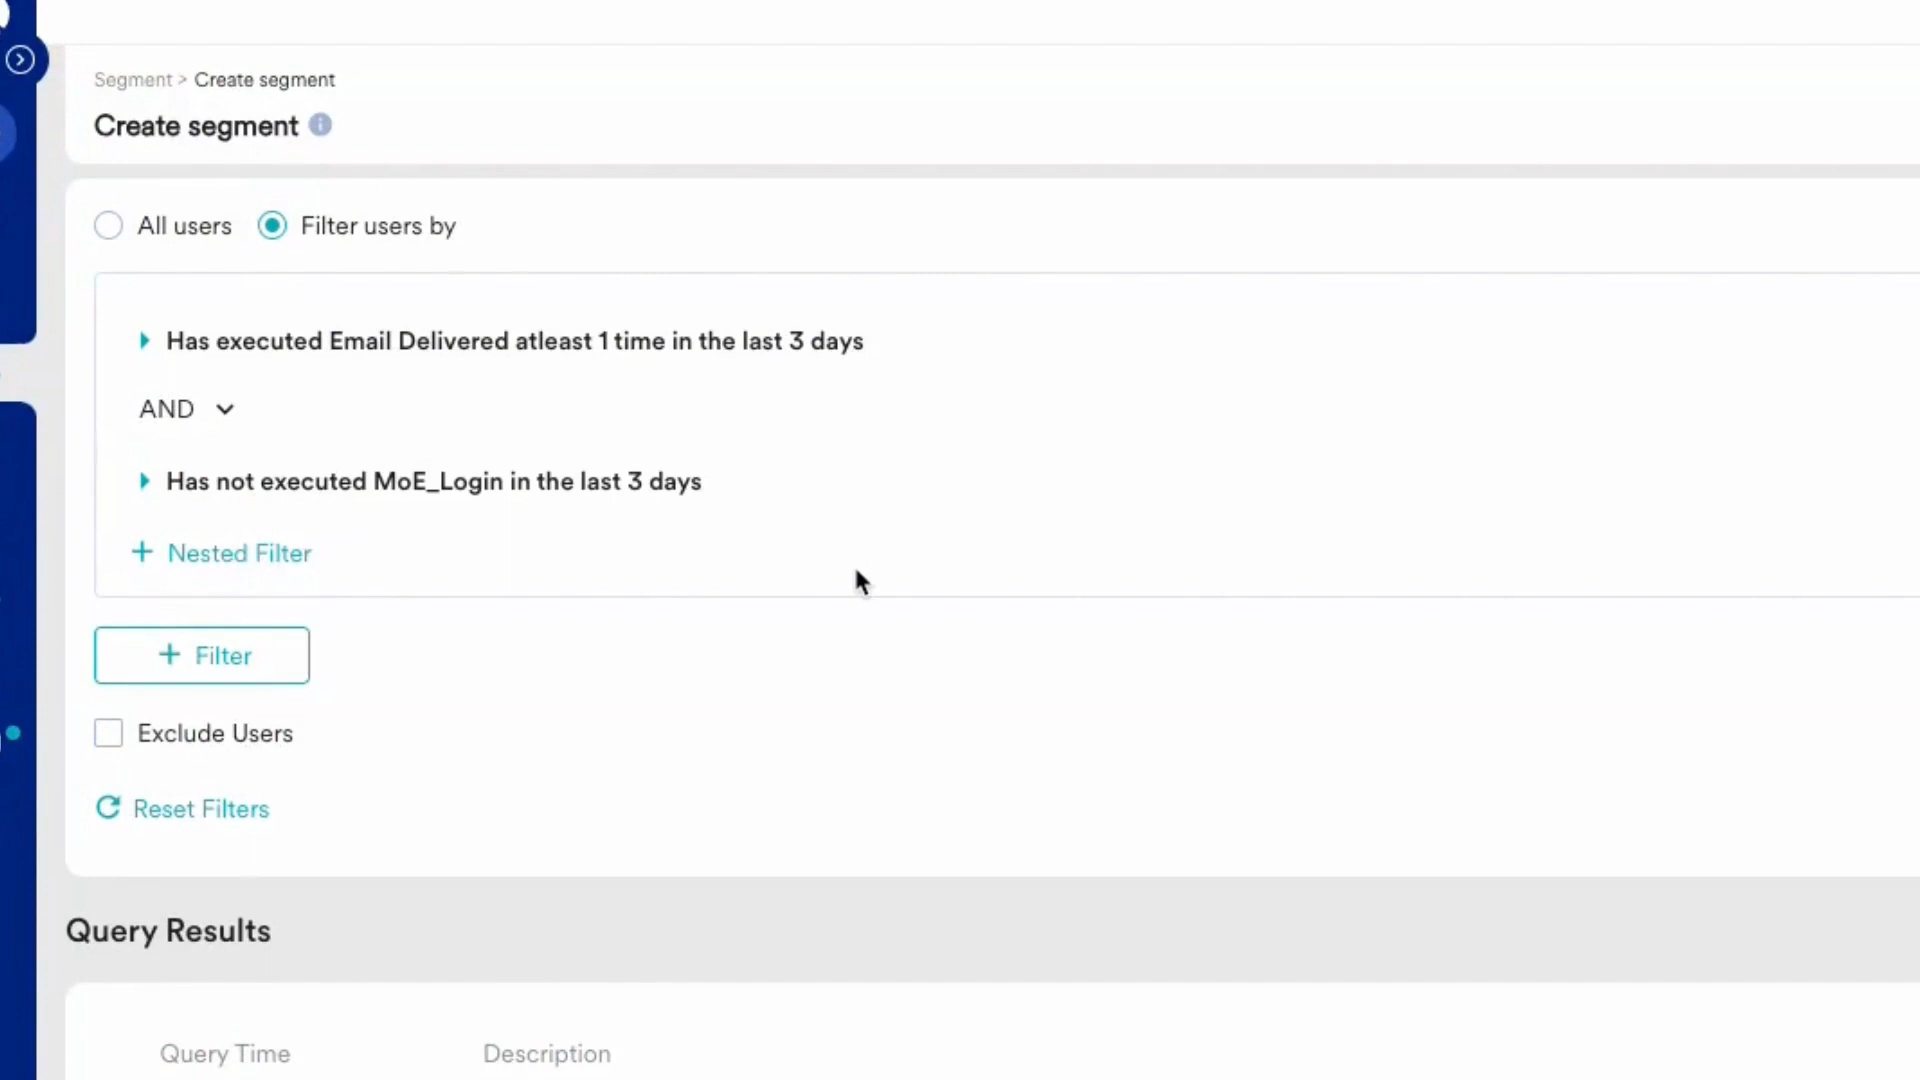 Segment > Create segment
Create segment
All users
Filter users by
Has executed Email Delivered atleast 1 time in the last 3 days
AND
Has not executed MoE_Login in the last 3 days
+ Nested Filter
+ Filter
Exclude Users
Reset Filters
Query Results
Query Time
Description